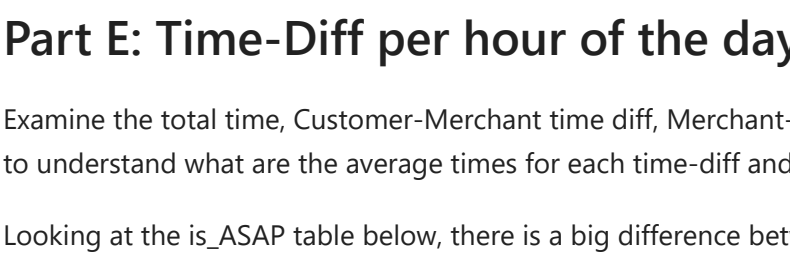 Part E: Time-Diff per hour of the day
Examine the total time, Customer-Merchant time diff, Merchant-
to understand what are the average times for each time-diff and
Looking at the is_ASAP table below, there is a big difference bet